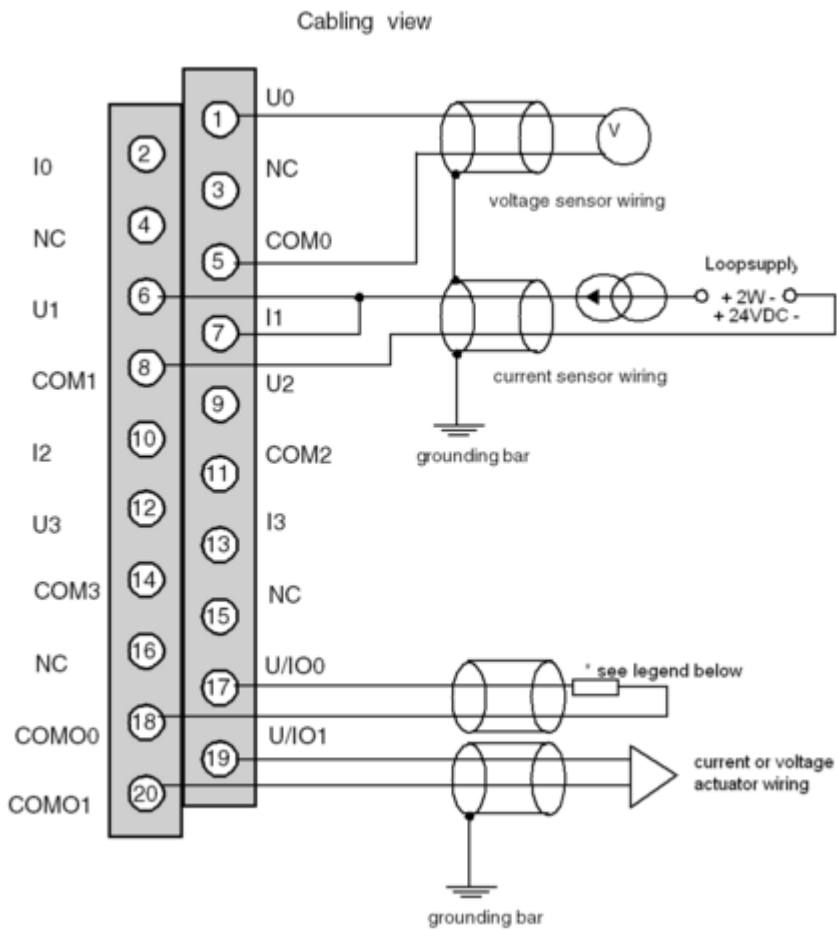 Cabling view
U0
1
2
I0
NC
3
4
NC
COM0
5
voltage sensor wiring
Loopsupply
6
U1
+ 2W -
+ 24VDC -
I1
7
8
COM1
U2
current sensor wiring
9
10
I2
COM2
grounding bar
11
12
U3
I3
13
14
COM3
NC
15
16
NC
U/IO0
* see legend below
17
18
COMO0
U/IO1
19
current or voltage
actuator wiring
20
COMO1
grounding bar
V